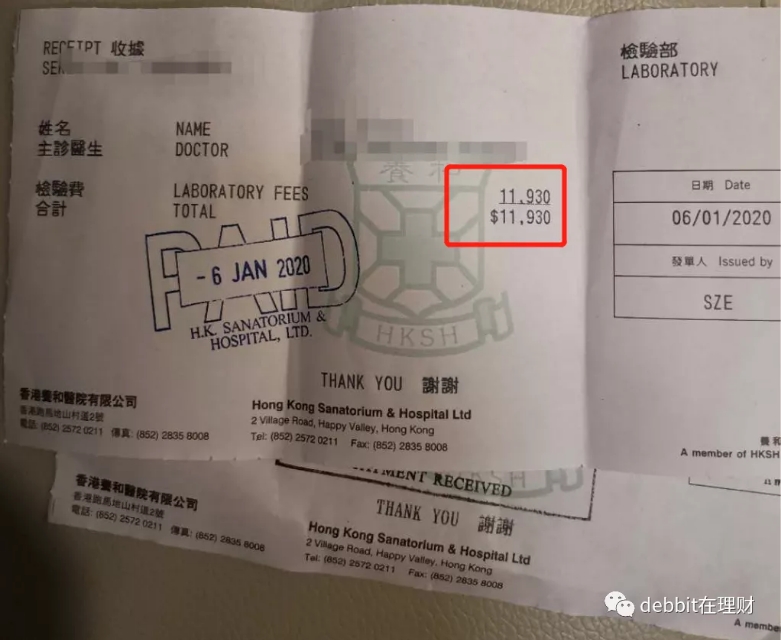 RECEIPT 收據
姓名 NAME
主診醫生 DOCTOR
檢驗費 LABORATORY FEES 11,930
合計 TOTAL $11,930
PAID
- 6 JAN 2020
H.K. SANATORIUM &
HOSPITAL, LTD.
養和
HKSH
THANK YOU 謝謝
香港養和醫院有限公司
香港跑馬地山村道2號
電話: (852) 2572 0211 傳真: (852) 2835 8008
Hong Kong Sanatorium & Hospital Ltd
2 Village Road, Happy Valley, Hong Kong
Tel: (852) 2572 0211 Fax: (852) 2835 8008
檢驗部
LABORATORY
日期 Date
06/01/2020
發單人 Issued by
SZE
養和
A member of HKSH
PAYMENT RECEIVED
THANK YOU 謝謝
香港養和醫院有限公司
香港跑馬地山村道2號
電話: (852) 2572 0211 傳真: (852) 2835 8008
Hong Kong Sanatorium & Hospital Ltd
2 Village Road, Happy Valley, Hong Kong
Tel: (852) 2572 0211 Fax: (852) 2835 8008
A member
debbit在理财